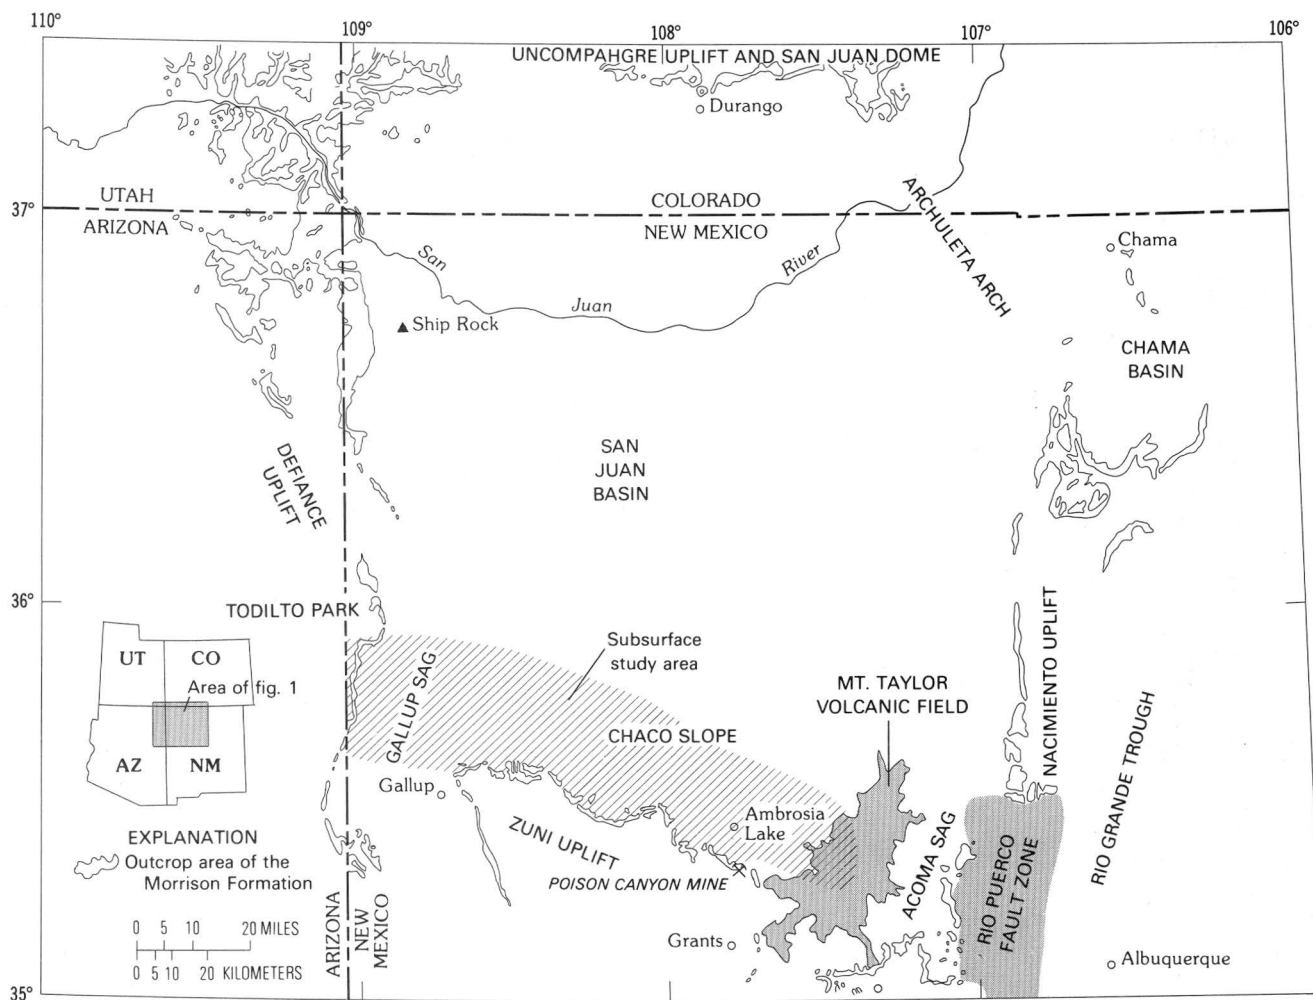 110°
109°
108°
107°
106°
UNCOMPAHGRE UPLIFT AND SAN JUAN DOME
Durango
37°
UTAH
ARIZONA
COLORADO
NEW MEXICO
ARCHULETA ARCH
Chama
San
Juan
River
Ship Rock
CHAMA
BASIN
SAN
JUAN
BASIN
DEFIANCE
UPLIFT
36°
TODILTO PARK
Subsurface
study area
NACIMIENTO UPLIFT
UT
CO
Area of fig. 1
AZ
NM
GALLUP SAG
CHACO SLOPE
MT. TAYLOR
VOLCANIC FIELD
RIO GRANDE TROUGH
Gallup
Ambrosia
Lake
ZUNI UPLIFT
POISON CANYON MINE
ACOMA SAG
RIO PUERCO
FAULT ZONE
EXPLANATION
Outcrop area of the
Morrison Formation
0 5 10 20 MILES
0 5 10 20 KILOMETERS
ARIZONA
NEW
MEXICO
Grants
Albuquerque
35°